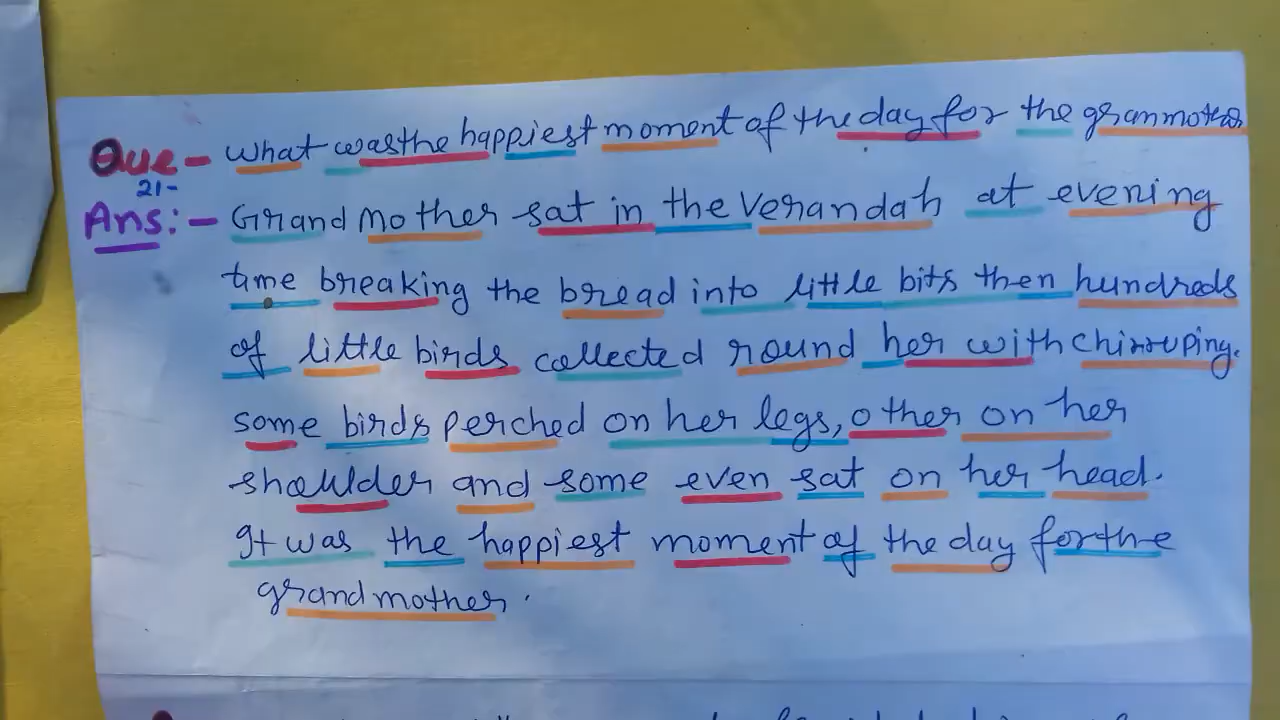 Que- what was the happiest moment of the day for the granmother
21-
Ans:- Grand Mother sat in the Verandah at evening
time breaking the bread into little bits then hundreds
of little birds collected round her with chirruping.
some birds perched on her legs, other on her
shoulder and some even sat on her head.
It was the happiest moment of the day for the
grand mother.